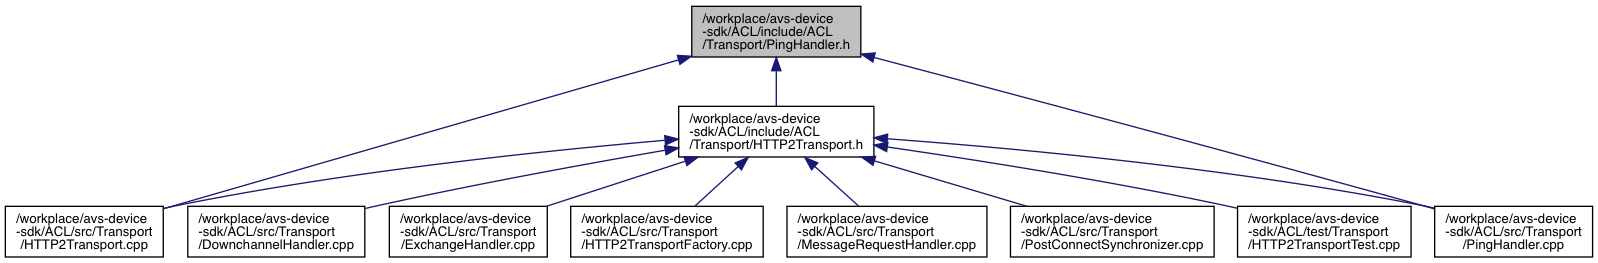 /workplace/avs-device
-sdk/ACL/include/ACL
/Transport/PingHandler.h
/workplace/avs-device
-sdk/ACL/include/ACL
/Transport/HTTP2Transport.h
/workplace/avs-device
-sdk/ACL/src/Transport
/HTTP2Transport.cpp
/workplace/avs-device
-sdk/ACL/src/Transport
/DownchannelHandler.cpp
/workplace/avs-device
-sdk/ACL/src/Transport
/ExchangeHandler.cpp
/workplace/avs-device
-sdk/ACL/src/Transport
/HTTP2TransportFactory.cpp
/workplace/avs-device
-sdk/ACL/src/Transport
/MessageRequestHandler.cpp
/workplace/avs-device
-sdk/ACL/src/Transport
/PostConnectSynchronizer.cpp
/workplace/avs-device
-sdk/ACL/test/Transport
/HTTP2TransportTest.cpp
/workplace/avs-device
-sdk/ACL/src/Transport
/PingHandler.cpp